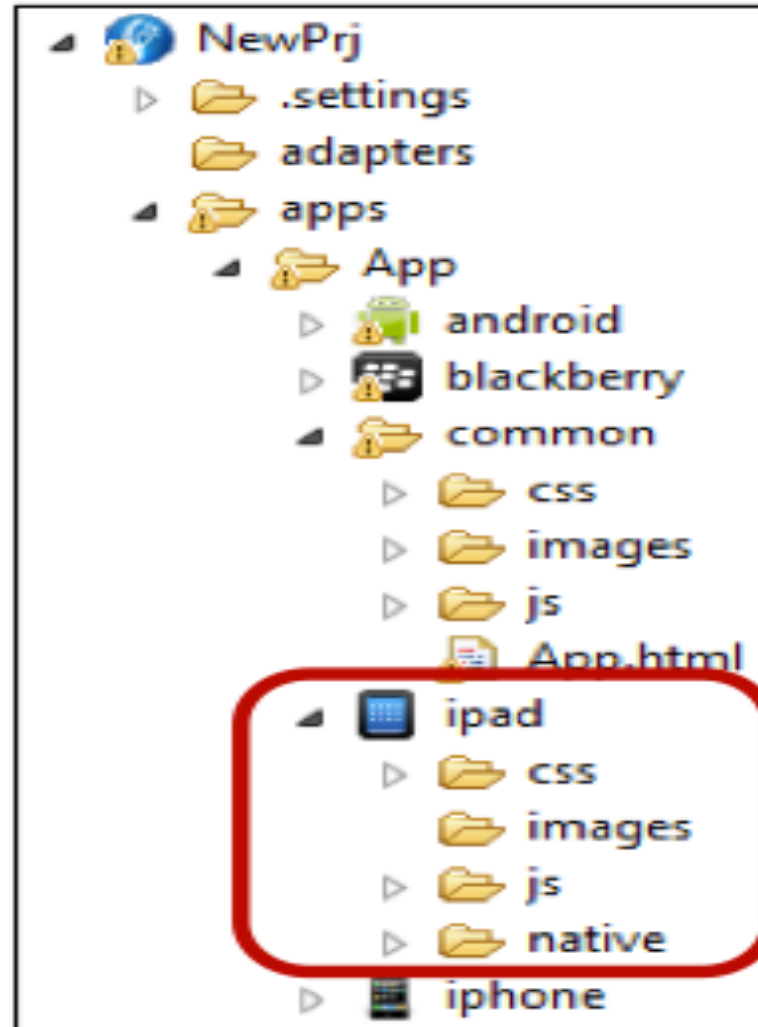 NewPrj
.settings
adapters
apps
App
android
blackberry
common
css
images
js
App.html
ipad
css
images
js
native
iphone